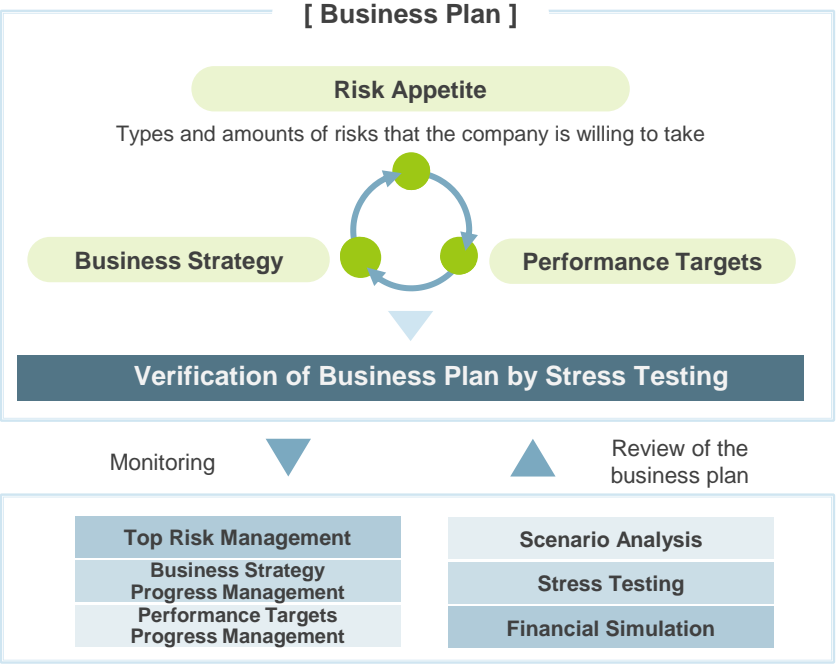 [ Business Plan ]
Risk Appetite
Types and amounts of risks that the company is willing to take
Business Strategy
Performance Targets
Verification of Business Plan by Stress Testing
Monitoring
Review of the
business plan
Top Risk Management
Business Strategy
Progress Management
Performance Targets
Progress Management
Scenario Analysis
Stress Testing
Financial Simulation